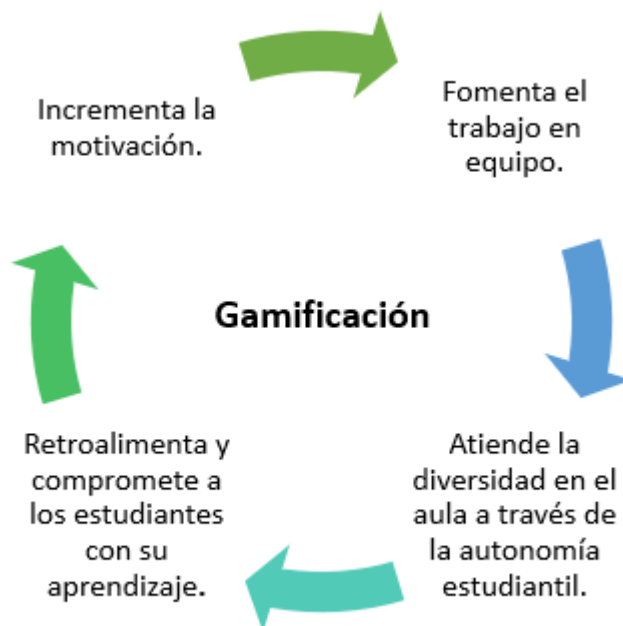 Incrementa la
motivación.
Fomenta el
trabajo en
equipo.
Gamificación
Retroalimenta y
compromete a
los estudiantes
con su
aprendizaje.
Atiende la
diversidad en el
aula a través de
la autonomía
estudiantil.